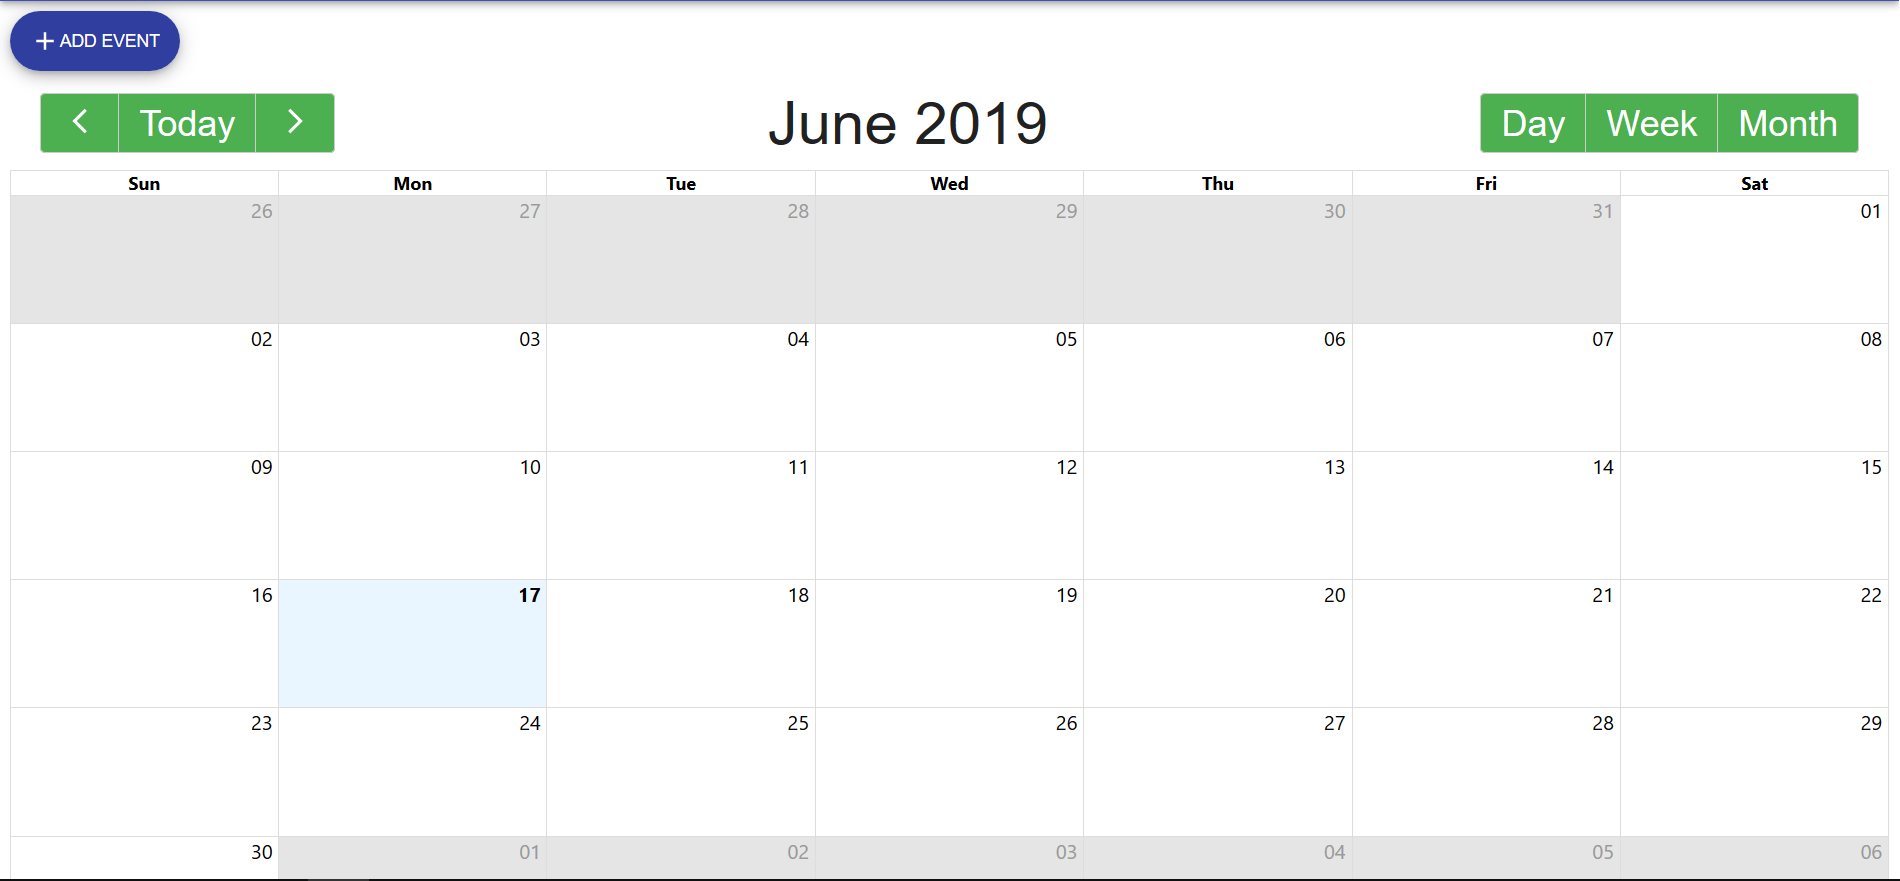 ADD EVENT
Today June 2019 Day Week Month
Sun Mon Tue Wed Thu Fri Sat
26 27 28 29 30 31 01
02 03 04 05 06 07 08
09 10 11 12 13 14 15
16 17 18 19 20 21 22
23 24 25 26 27 28 29
30 01 02 03 04 05 06